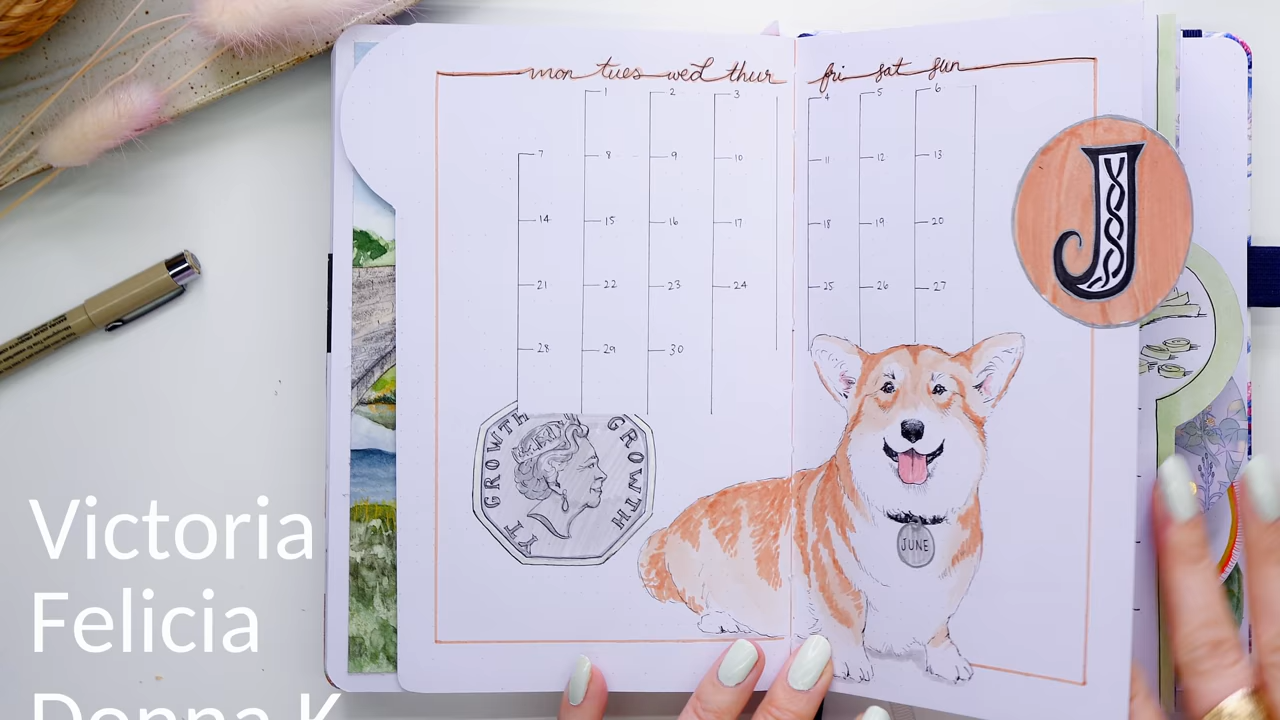 mon tues wed thur fri sat sun
1 2 3 4 5 6
7 8 9 10 11 12 13
14 15 16 17 18 19 20
21 22 23 24 25 26 27
28 29 30
J
YT GROWTH GROWTH
JUNE
Victoria
Felicia
Donna K